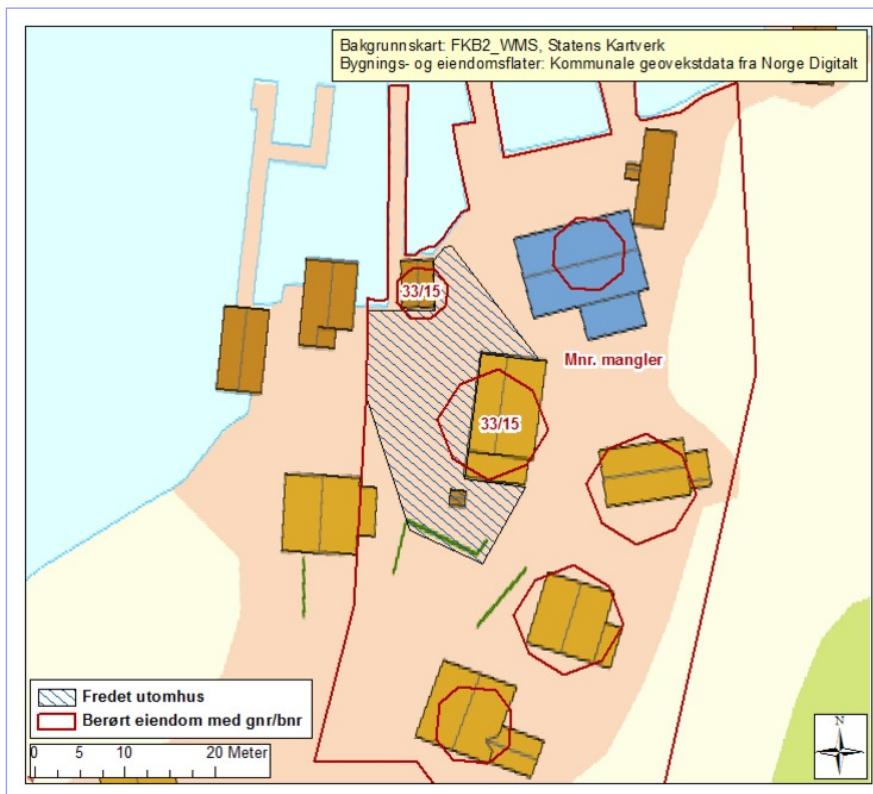 Bakgrunnskart: FKB2_WMS, Statens Kartverk
Bygnings- og eiendomsflater: Kommunale geovekstdata fra Norge Digitalt
33/15
Mnr. mangler
33/15
Fredet utomhus
Berørt eiendom med gnr/bnr
0 5 10 20 Meter
N